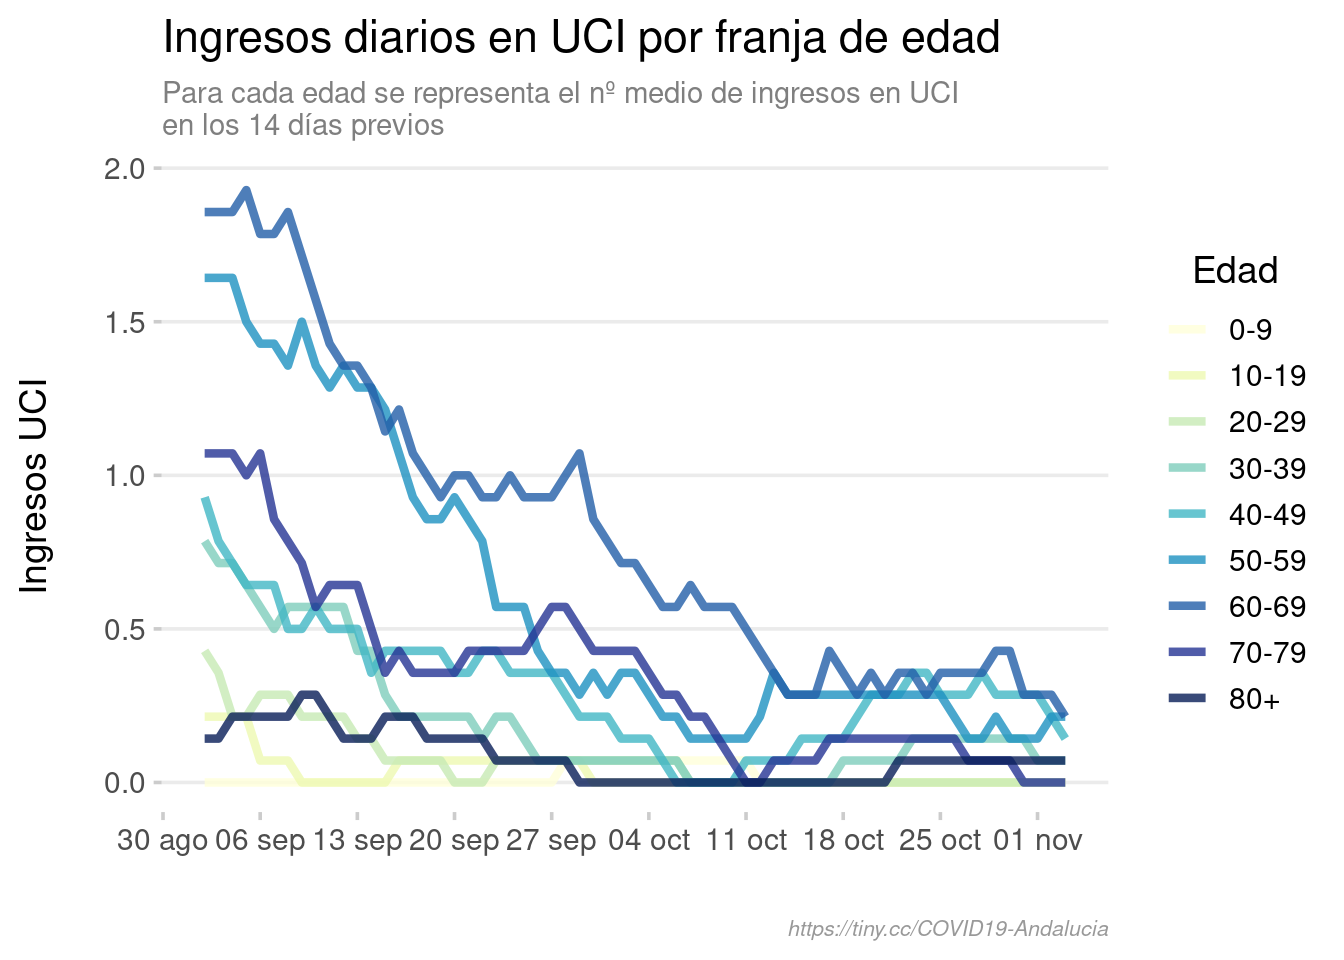 Ingresos diarios en UCI por franja de edad
Para cada edad se representa el nº medio de ingresos en UCI
en los 14 días previos
Ingresos UCI
2.0
1.5
1.0
0.5
0.0
30 ago 06 sep 13 sep 20 sep 27 sep 04 oct 11 oct 18 oct 25 oct 01 nov
Edad
0-9
10-19
20-29
30-39
40-49
50-59
60-69
70-79
80+
https://tiny.cc/COVID19-Andalucia